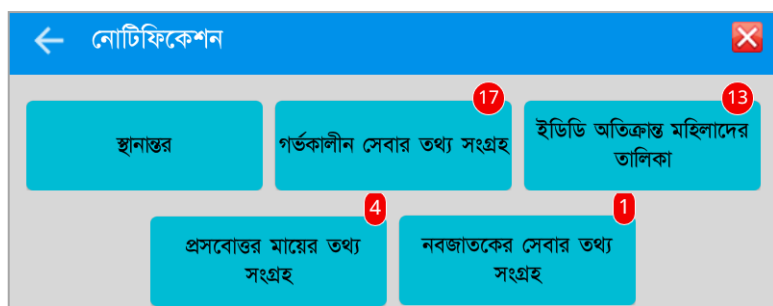 নোটিফিকেশন
17
13
স্থানান্তর
গর্ভকালীন সেবার তথ্য সংগ্রহ
ইডিডি অতিক্রান্ত মহিলাদের
তালিকা
4
1
প্রসবোত্তর মায়ের তথ্য
সংগ্রহ
নবজাতকের সেবার তথ্য
সংগ্রহ